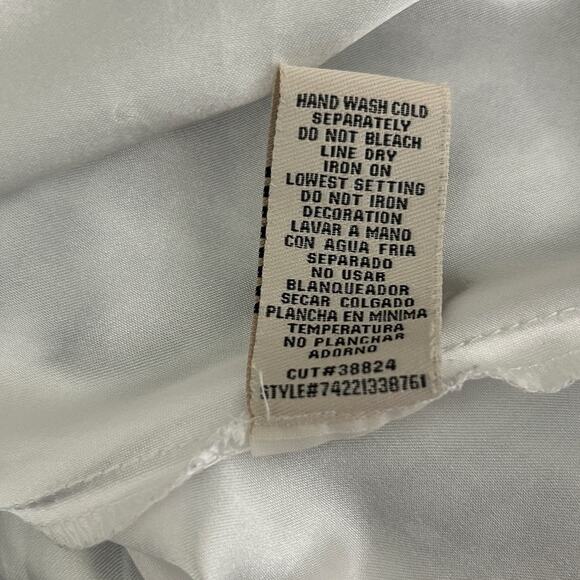 HAND WASH COLD
SEPARATELY
DO NOT BLEACH
LINE DRY
IRON ON
LOWEST SETTING
DO NOT IRON
DECORATION
LAVAR A MANO
CON AGUA FRIA
SEPARADO
NO USAR
BLANQUEADOR
SECAR COLGADO
PLANCHA EN MINIMA
TEMPERATURA
NO PLANCHAR
ADORNO
CUT#38824
STYLE#74221338761